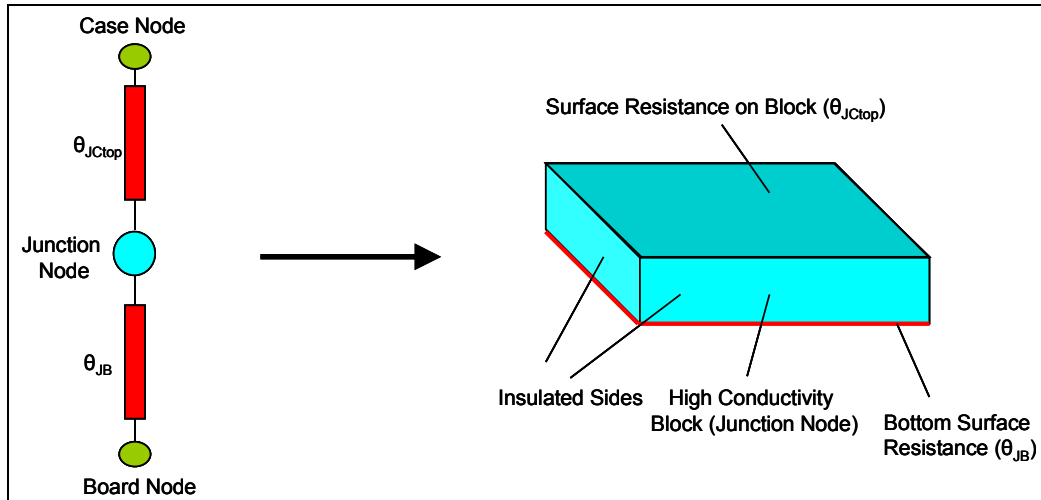 Case Node
θJCtop
Junction
Node
θJB
Board Node
Surface Resistance on Block (θJCtop)
Insulated Sides
High Conductivity
Block (Junction Node)
Bottom Surface
Resistance (θJB)